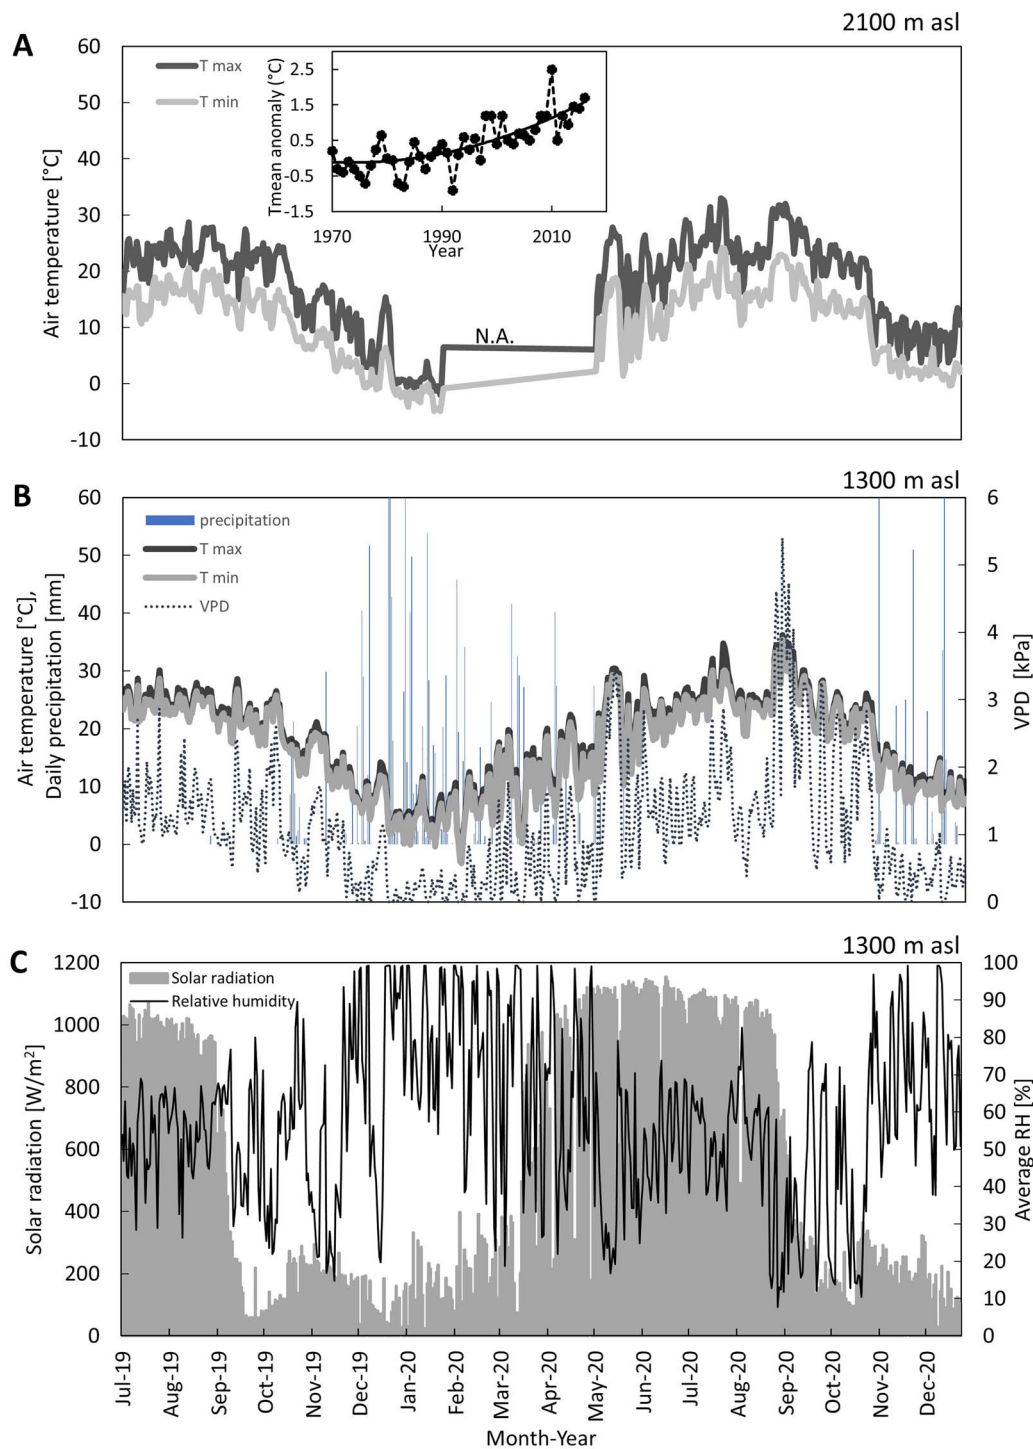 2100 m asl
A
60
50
40
30
20
10
0
-10
Air temperature [°C]
T max
T min
2.5
1.5
0.5
-0.5
-1.5
Tmean anomaly (°C)
1970
1990
2010
Year
N.A.
1300 m asl
B
60
50
40
30
20
10
0
-10
Air temperature [°C],
Daily precipitation [mm]
precipitation
T max
T min
VPD
6
5
4
3
2
1
0
VPD [kPa]
1300 m asl
C
1200
1000
800
600
400
200
0
Solar radiation [W/m²]
Solar radiation
Relative humidity
100
90
80
70
60
50
40
30
20
10
0
Average RH [%]
Jul-19
Aug-19
Sep-19
Oct-19
Nov-19
Dec-19
Jan-20
Feb-20
Mar-20
Apr-20
May-20
Jun-20
Jul-20
Aug-20
Sep-20
Oct-20
Nov-20
Dec-20
Month-Year